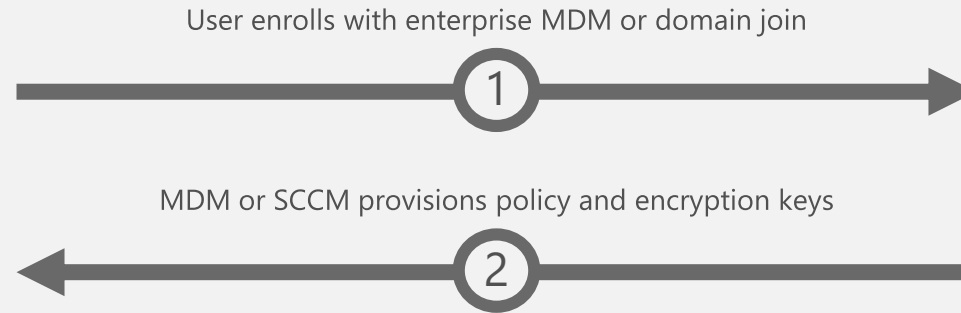 User enrolls with enterprise MDM or domain join
1
MDM or SCCM provisions policy and encryption keys
2